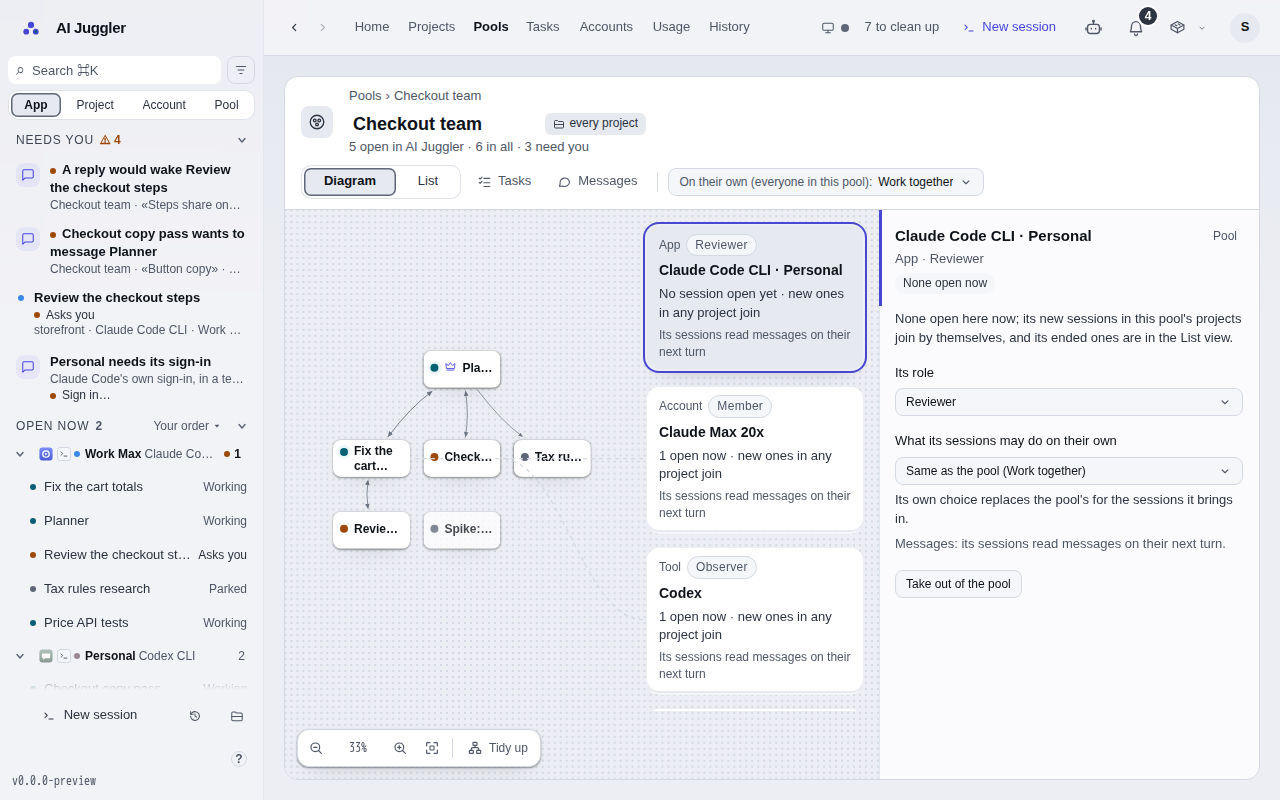 AI Juggler
Search ⌘K
App Project Account Pool
NEEDS YOU 4
A reply would wake Review the checkout steps
Checkout team · «Steps share on…
Checkout copy pass wants to message Planner
Checkout team · «Button copy» · …
Review the checkout steps
Asks you
storefront · Claude Code CLI · Work …
Personal needs its sign-in
Claude Code's own sign-in, in a te…
Sign in…
OPEN NOW 2 Your order
Work Max Claude Co… 1
Fix the cart totals Working
Planner Working
Review the checkout st… Asks you
Tax rules research Parked
Price API tests Working
Personal Codex CLI 2
Checkout copy pass Working
New session
?
v0.0.0-preview
Home Projects Pools Tasks Accounts Usage History
7 to clean up
New session
4
S
Pools › Checkout team
Checkout team
every project
5 open in AI Juggler · 6 in all · 3 need you
Diagram List Tasks Messages
On their own (everyone in this pool): Work together
Pla…
Fix the
cart…
Check…
Tax ru…
Revie…
Spike:…
App Reviewer
Claude Code CLI · Personal
No session open yet · new ones
in any project join
Its sessions read messages on their
next turn
Account Member
Claude Max 20x
1 open now · new ones in any
project join
Its sessions read messages on their
next turn
Tool Observer
Codex
1 open now · new ones in any
project join
Its sessions read messages on their
next turn
33%
Tidy up
Claude Code CLI · Personal Pool
App · Reviewer
None open now
None open here now; its new sessions in this pool's projects
join by themselves, and its ended ones are in the List view.
Its role
Reviewer
What its sessions may do on their own
Same as the pool (Work together)
Its own choice replaces the pool's for the sessions it brings
in.
Messages: its sessions read messages on their next turn.
Take out of the pool